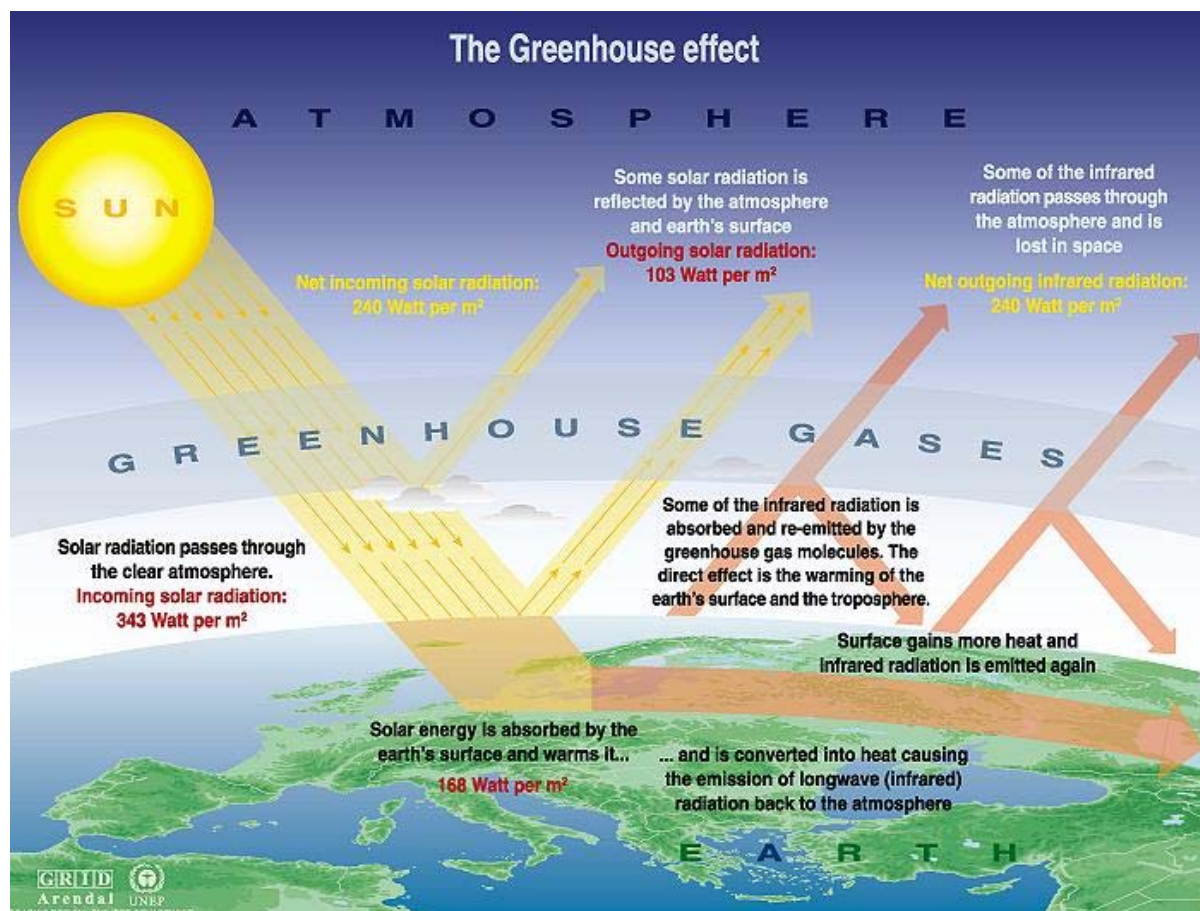 The Greenhouse effect
A T M O S P H E R E
S U N
Some solar radiation is
reflected by the atmosphere
and earth's surface
Outgoing solar radiation:
103 Watt per m²
Some of the infrared
radiation passes through
the atmosphere and is
lost in space
Net outgoing infrared radiation:
240 Watt per m²
Net incoming solar radiation:
240 Watt per m²
G R E E N H O U S E G A S E S
Solar radiation passes through
the clear atmosphere.
Incoming solar radiation:
343 Watt per m²
Some of the infrared radiation is
absorbed and re-emitted by the
greenhouse gas molecules. The
direct effect is the warming of the
earth's surface and the troposphere.
Surface gains more heat and
infrared radiation is emitted again
Solar energy is absorbed by the
earth's surface and warms it...
168 Watt per m²
... and is converted into heat causing
the emission of longwave (infrared)
radiation back to the atmosphere
E A R T H
GRID
Arendal UNEP